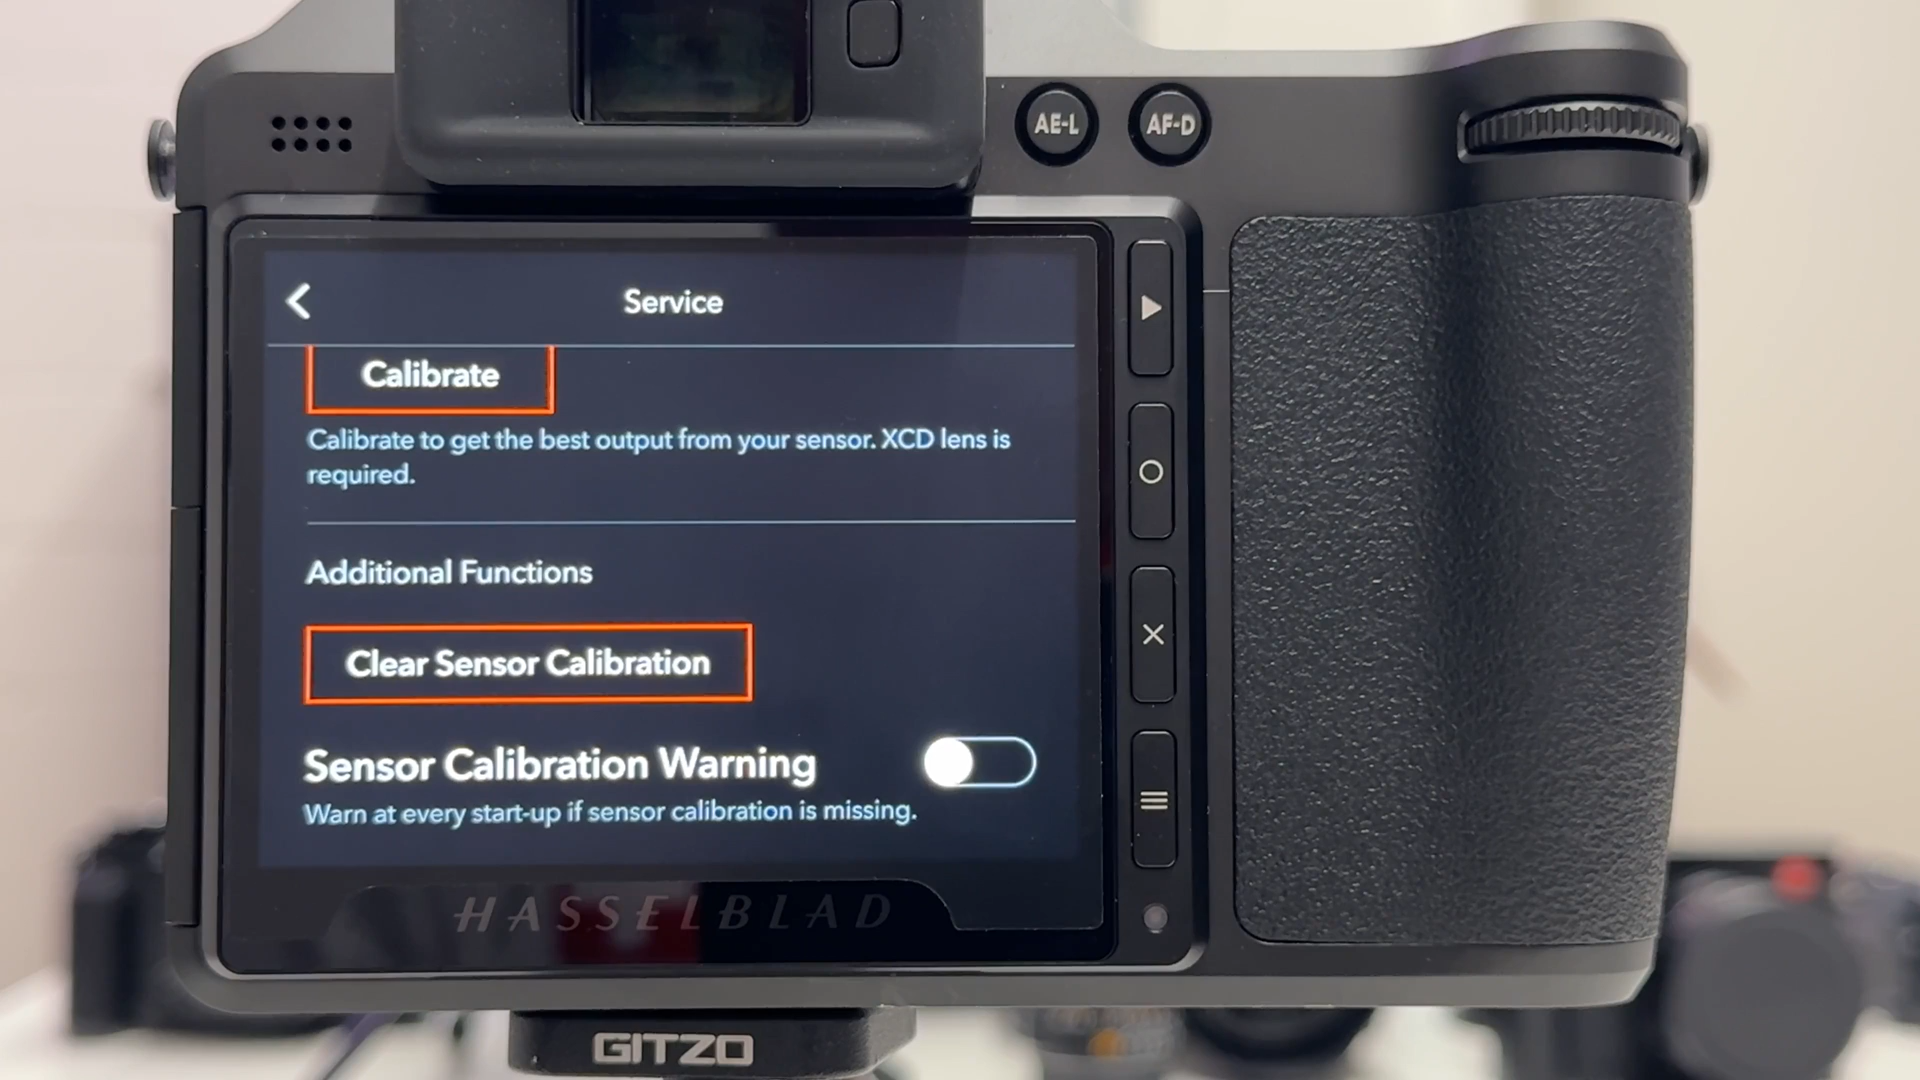 AE-L
AF-D
Service
Calibrate
Calibrate to get the best output from your sensor. XCD lens is
required.
Additional Functions
Clear Sensor Calibration
Sensor Calibration Warning
Warn at every start-up if sensor calibration is missing.
HASSELBLAD
GITZO